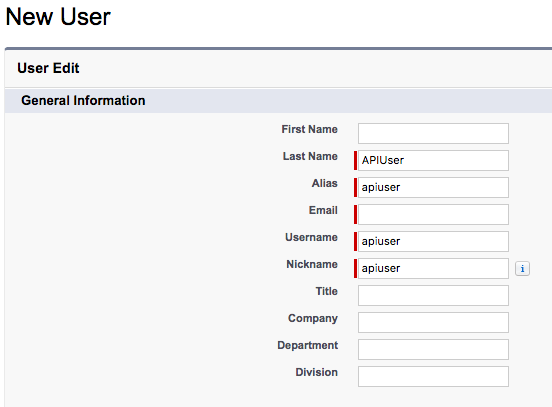 New User
User Edit
General Information
First Name
Last Name APIUser
Alias apiuser
Email
Username apiuser
Nickname apiuser i
Title
Company
Department
Division